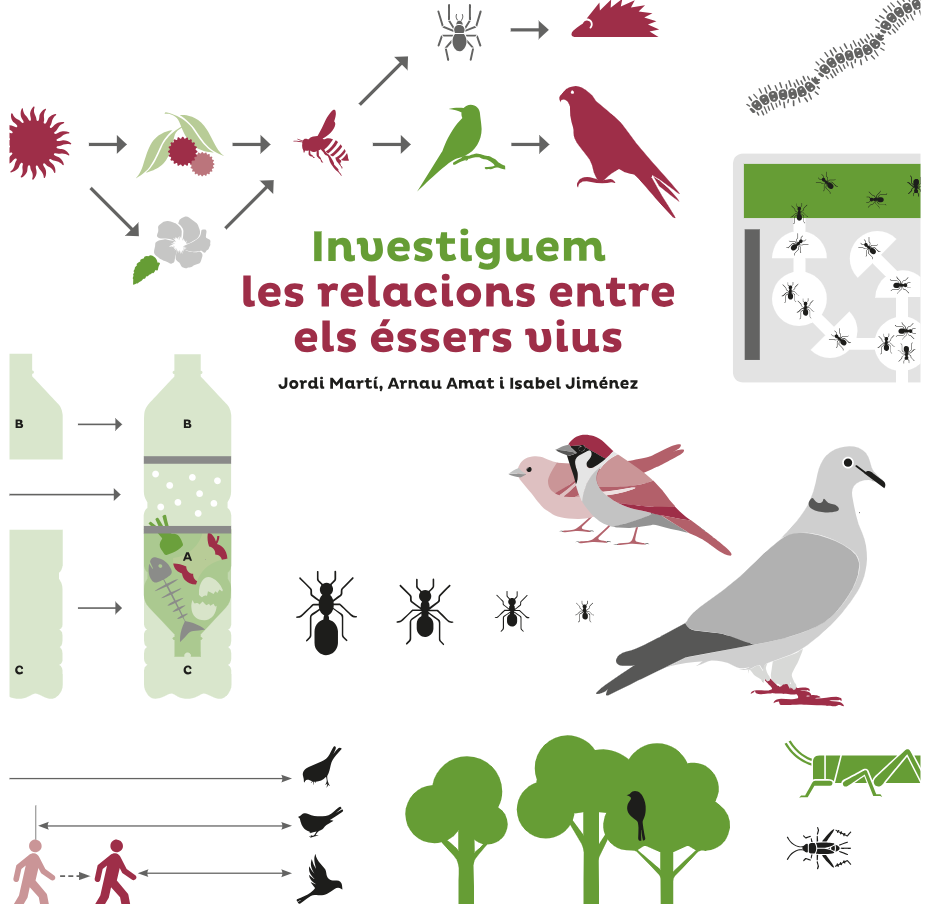 Investiguem
les relacions entre
els éssers vius
Jordi Martí, Arnau Amat i Isabel Jiménez
B
B
A
C
C